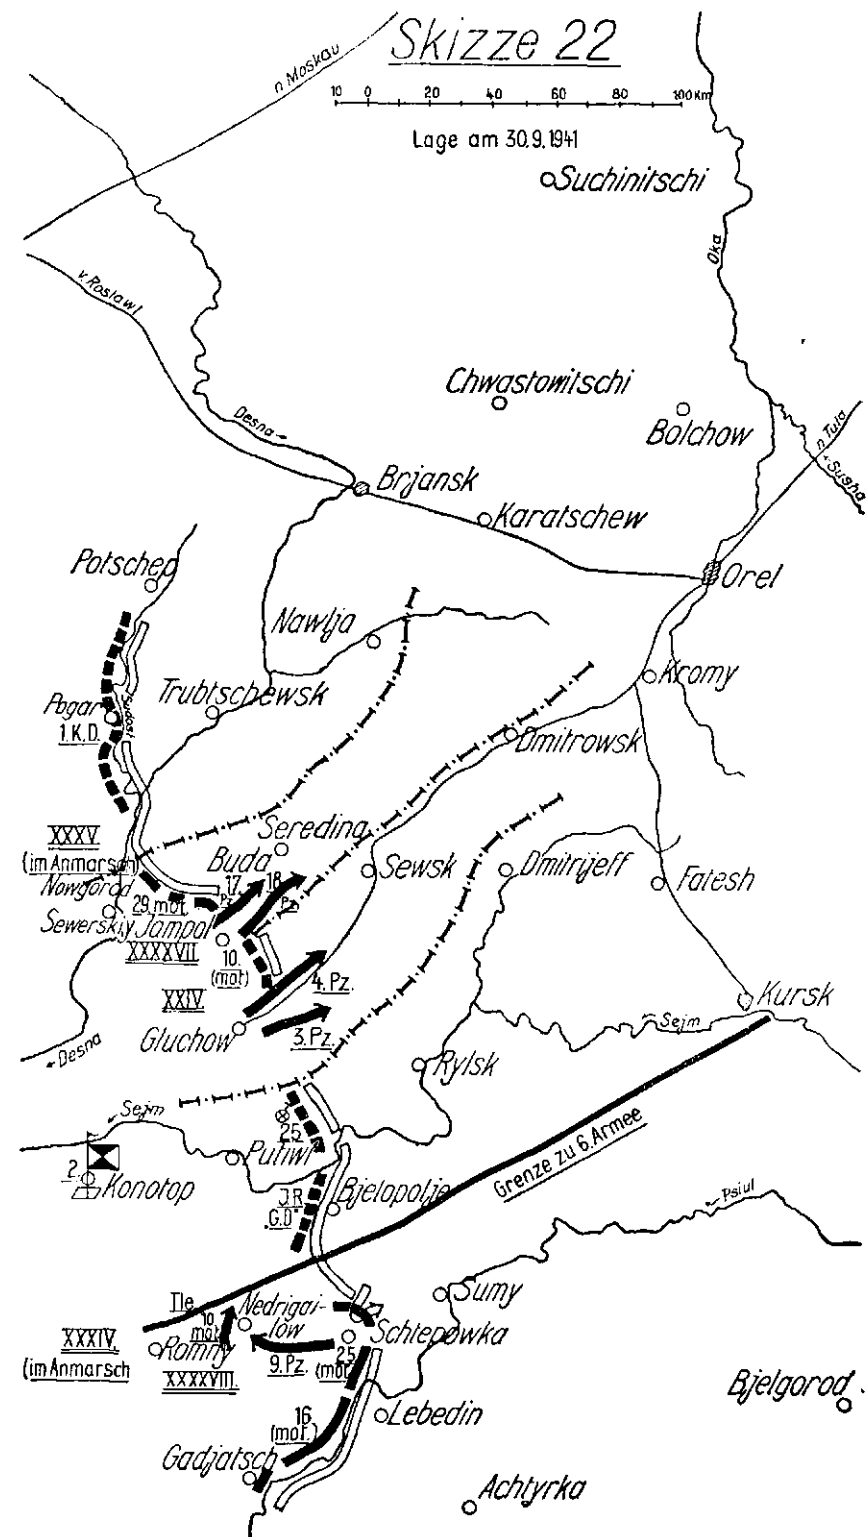 Skizze 22
n Moskau
10 0 20 40 60 80 100 Km
Lage am 30.9.1941
Suchinitschi
Oka
v. Roslawl
Chwastowitschi
Bolchow
n Tula
Desna
Susha
Brjansk
Karatschew
Potschep
Orel
Nawlja
Kromy
Trubtschewsk
Pogar
1.K.D.
Sudost
Dmitrowsk
XXXV
(im Anmarsch)
Seredina
Buda
Sewsk
Dmitrijeff
Fatesh
Nowgorod
Sewerskij
29. mot.
17.
Pz.
18.
Pz.
Jampol
XXXXVII
10.
(mot)
XXIV.
4. Pz.
3. Pz.
Gluchow
Kursk
Sejm
Desna
Rylsk
Sejm
25.
Putiwl
2.
Konotop
J.R.
"G.D"
Bjelopolje
Grenze zu 6. Armee
Psiul
Tle.
10.
mot
Nedrigai-
low
Sumy
XXXIV.
(im Anmarsch
Romny
Schtepowka
9. Pz.
25.
(mot)
XXXXVIII.
Bjelgorod
16.
(mot.)
Lebedin
Gadjatsch
Achtyrka